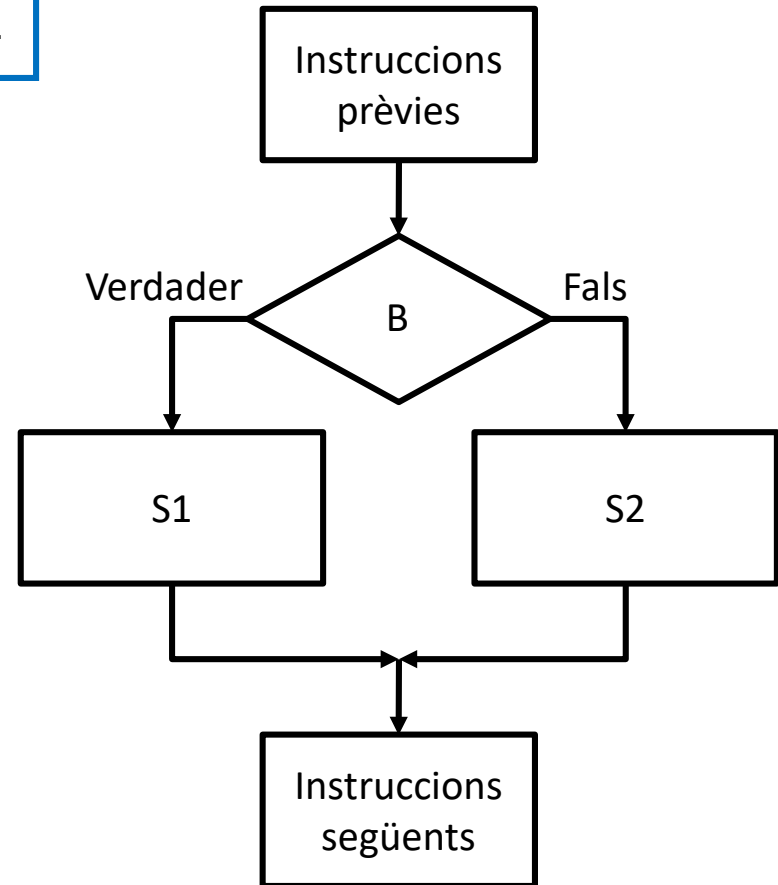 Instruccions
prèvies
Verdader
Fals
B
S1
S2
Instruccions
següents